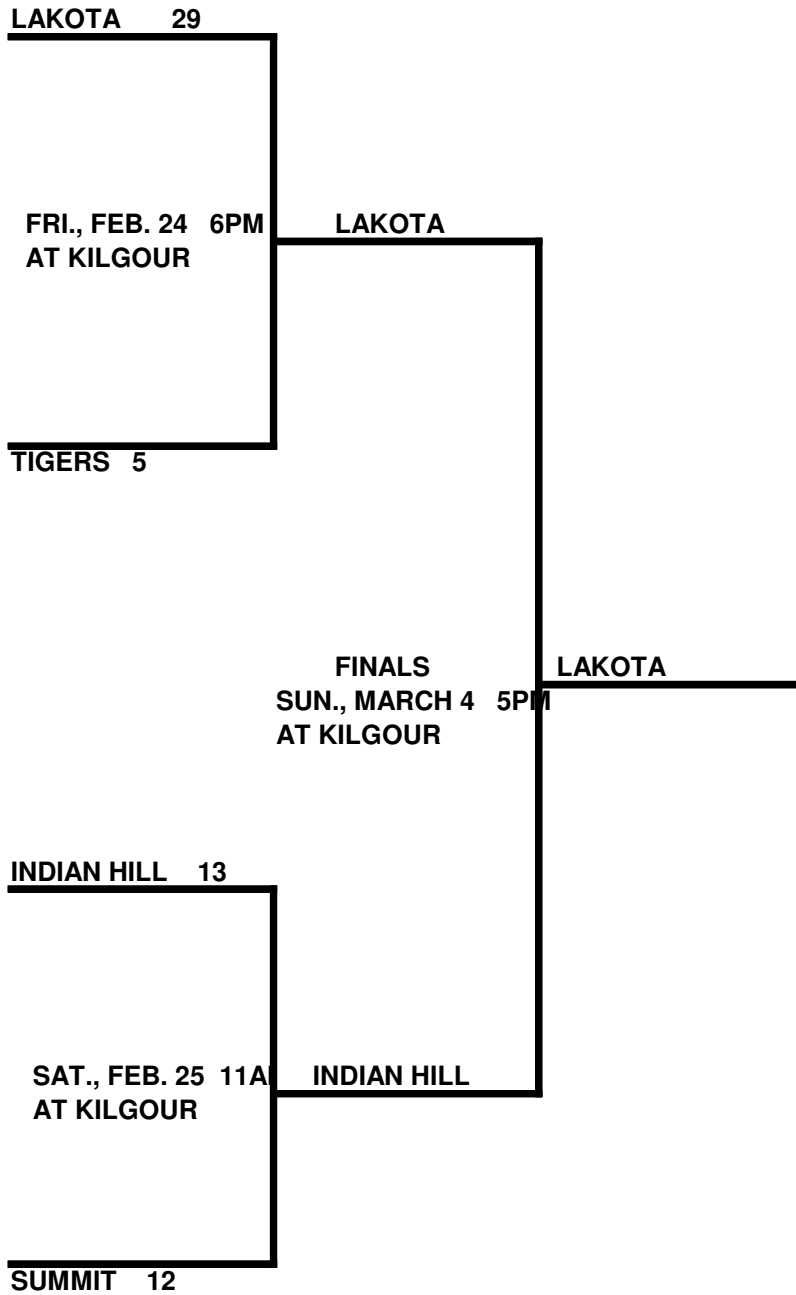 LAKOTA 29
FRI., FEB. 24 6PM
AT KILGOUR
LAKOTA
TIGERS 5
FINALS
SUN., MARCH 4 5PM
AT KILGOUR
LAKOTA
INDIAN HILL 13
SAT., FEB. 25
AT KILGOUR
INDIAN HILL
SUMMIT 12